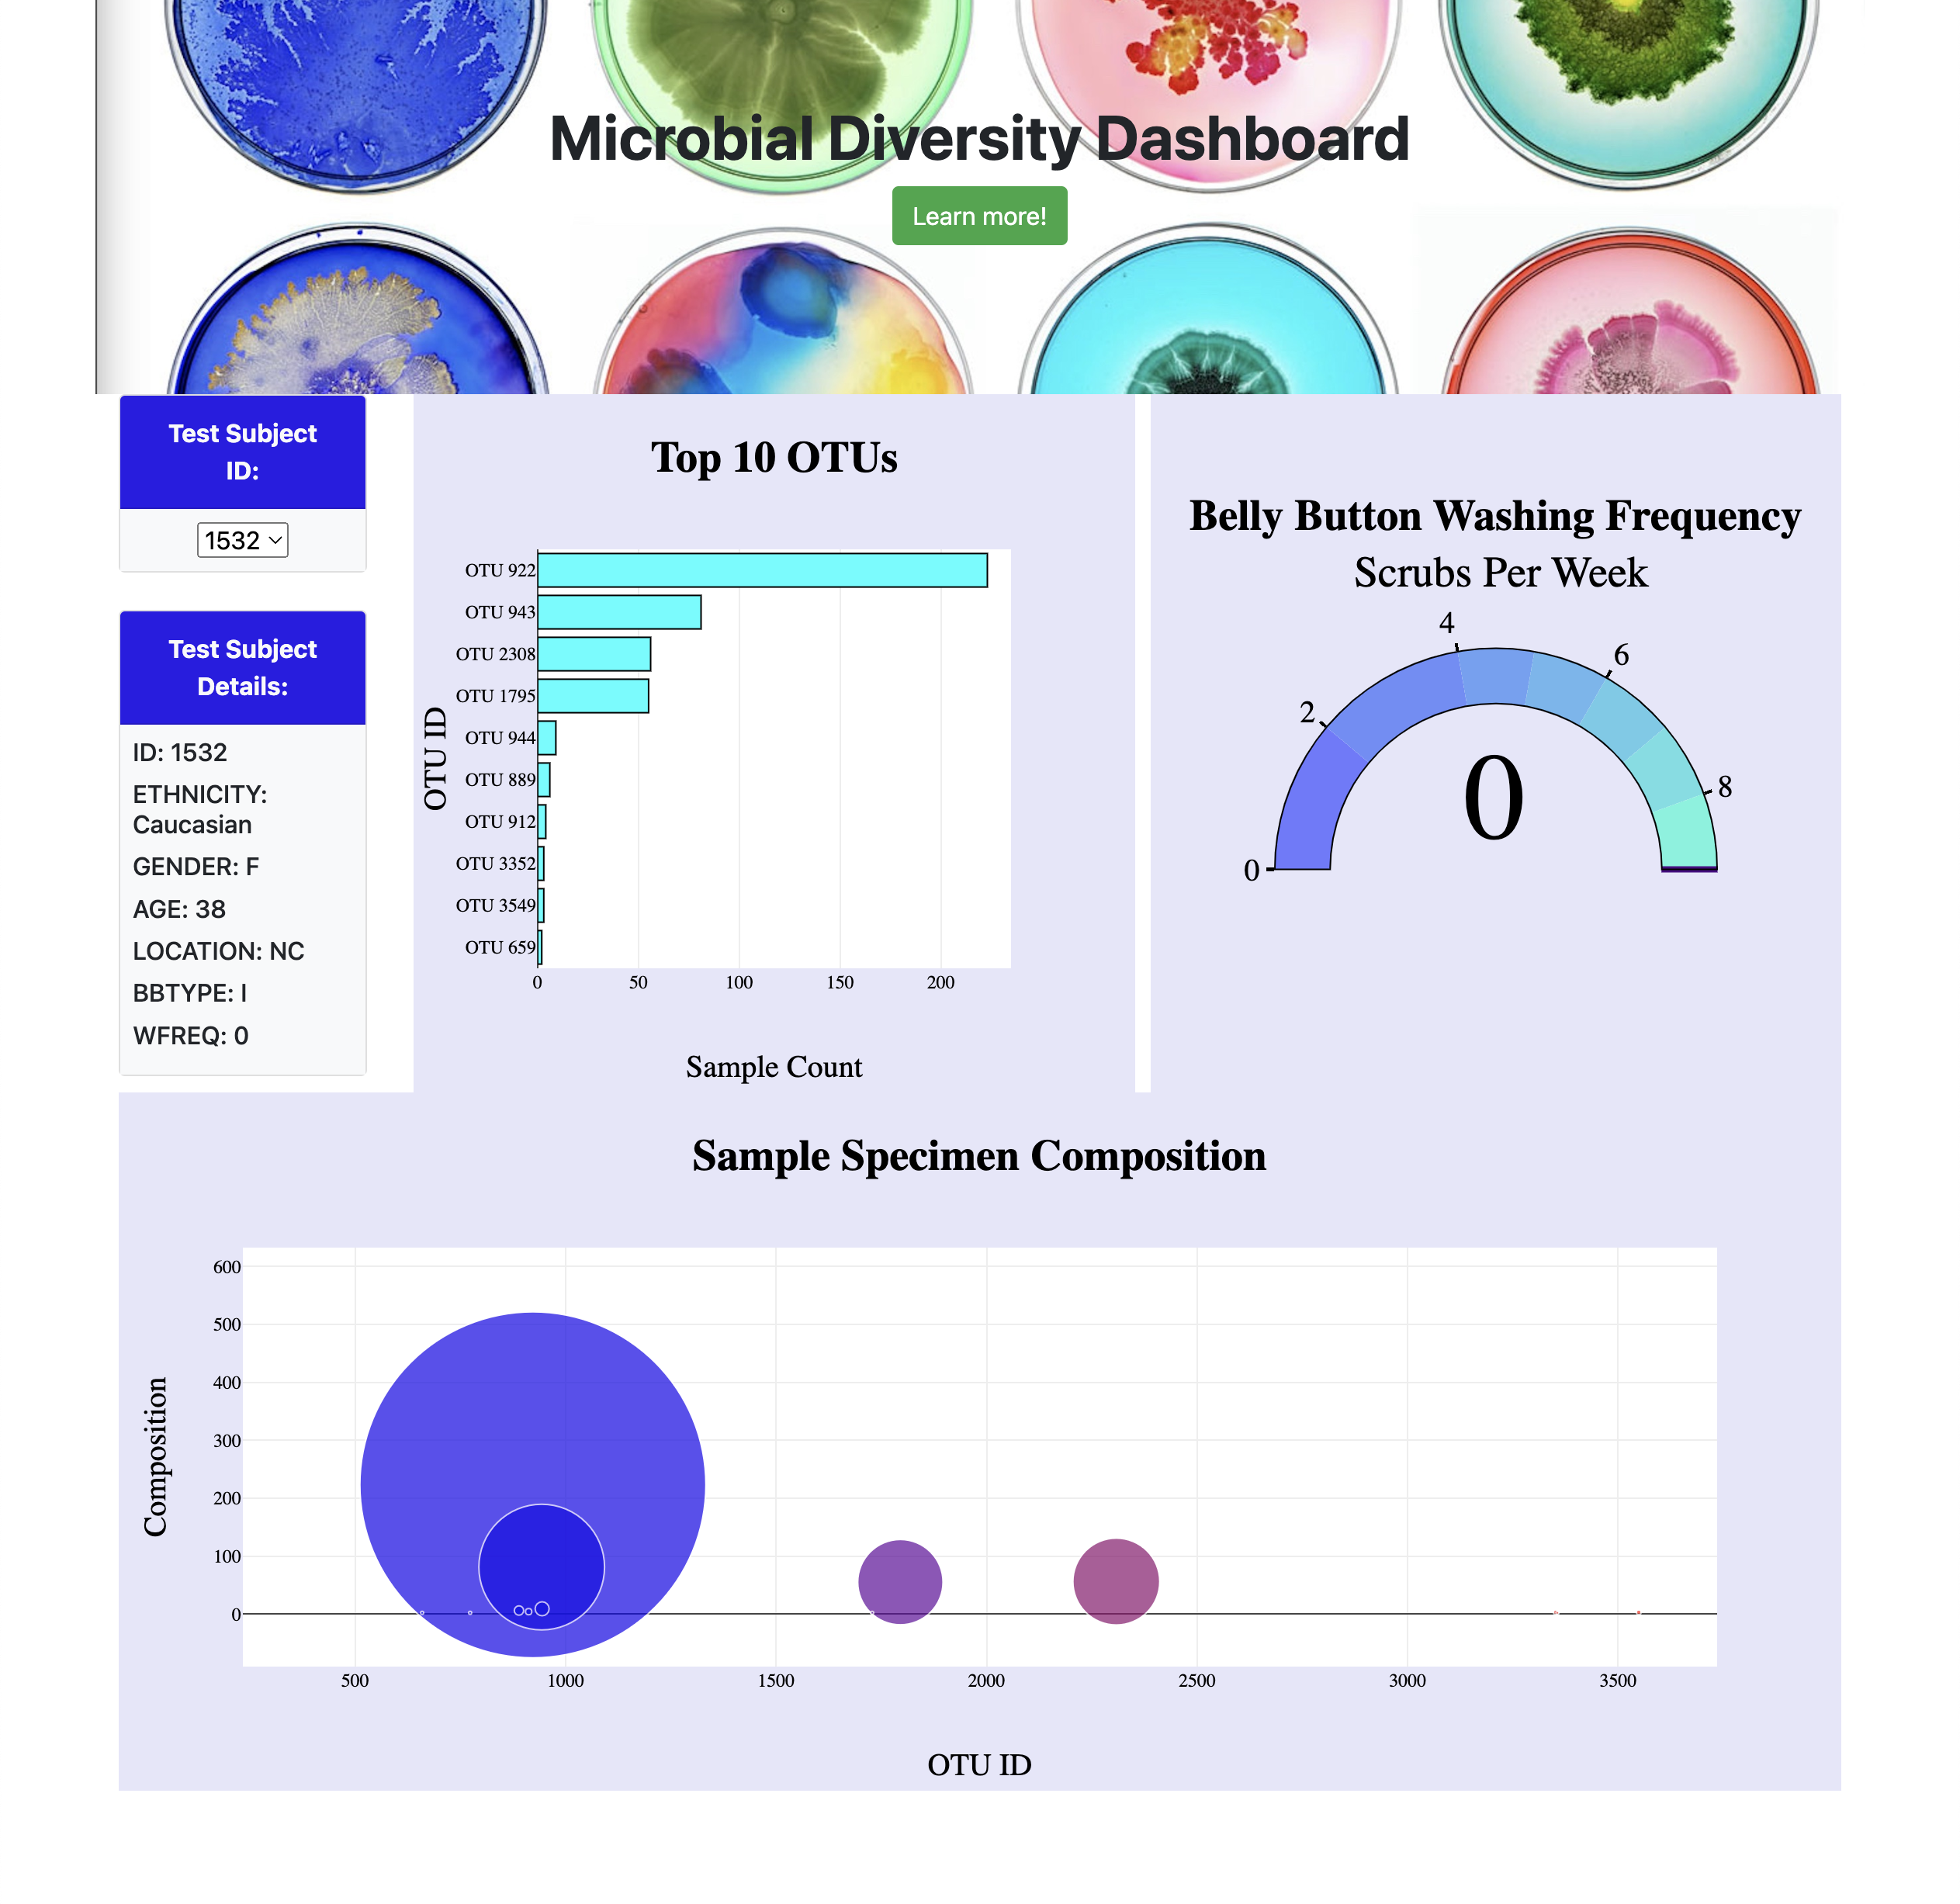 Microbial Diversity Dashboard
Learn more!
Test Subject
ID:
1532
Test Subject
Details:
ID: 1532
ETHNICITY:
Caucasian
GENDER: F
AGE: 38
LOCATION: NC
BBTYPE: I
WFREQ: 0
Top 10 OTUs
OTU ID
OTU 922
OTU 943
OTU 2308
OTU 1795
OTU 944
OTU 889
OTU 912
OTU 3352
OTU 3549
OTU 659
0 50 100 150 200
Sample Count
Belly Button Washing Frequency
Scrubs Per Week
0
2
4
6
8
0
Sample Specimen Composition
Composition
600
500
400
300
200
100
0
500 1000 1500 2000 2500 3000 3500
OTU ID